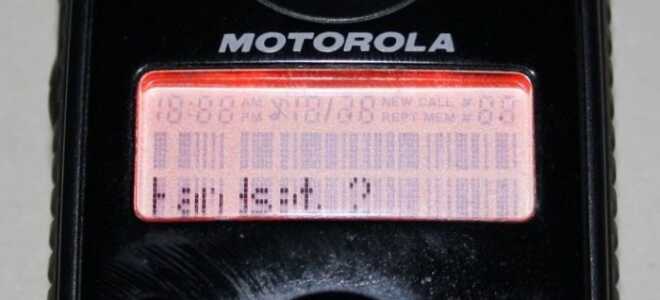 MOTOROLA
18:88 AM PM 18/38 NEW CALL # 88
REPT MEM #
Handset ?